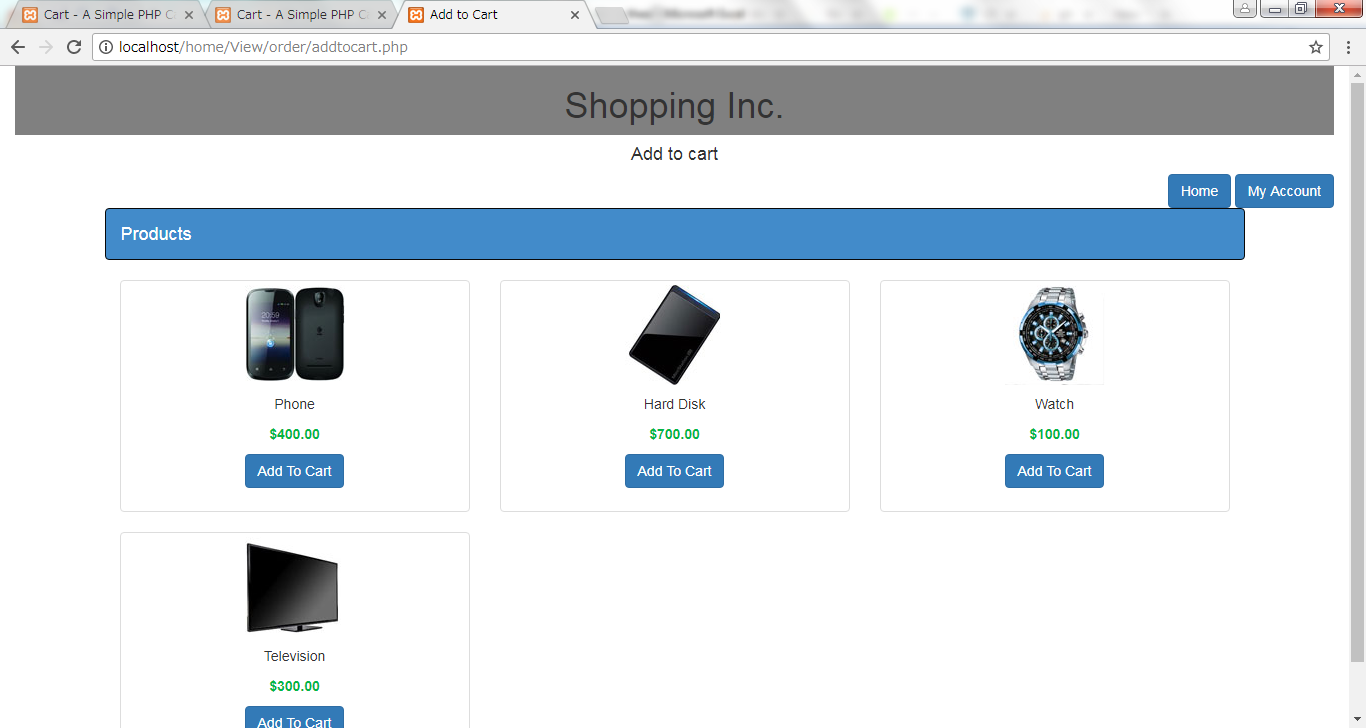 Cart - A Simple PHP C
Cart - A Simple PHP C
Add to Cart
localhost/home/View/order/addtocart.php
Shopping Inc.
Add to cart
Home My Account
Products
Phone
$400.00
Add To Cart
Hard Disk
$700.00
Add To Cart
Watch
$100.00
Add To Cart
Television
$300.00
Add To Cart